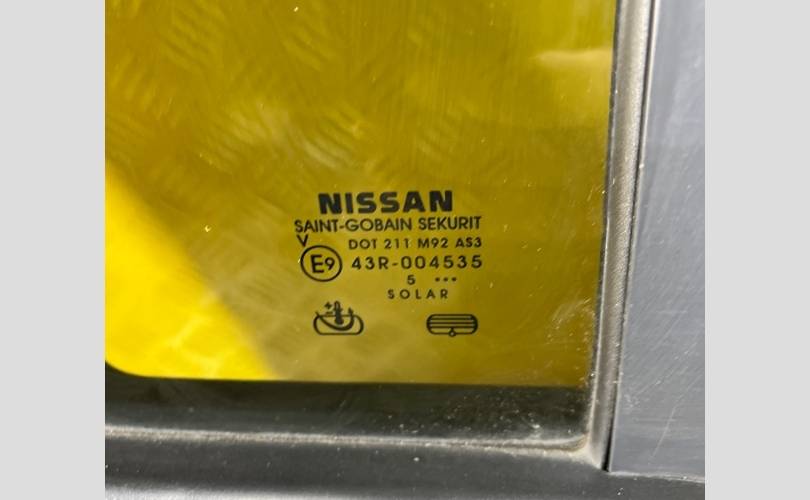 NISSAN
SAINT-GOBAIN SEKURIT
V
DOT 211 M92 AS3
E9 43R-004535
5 ...
SOLAR